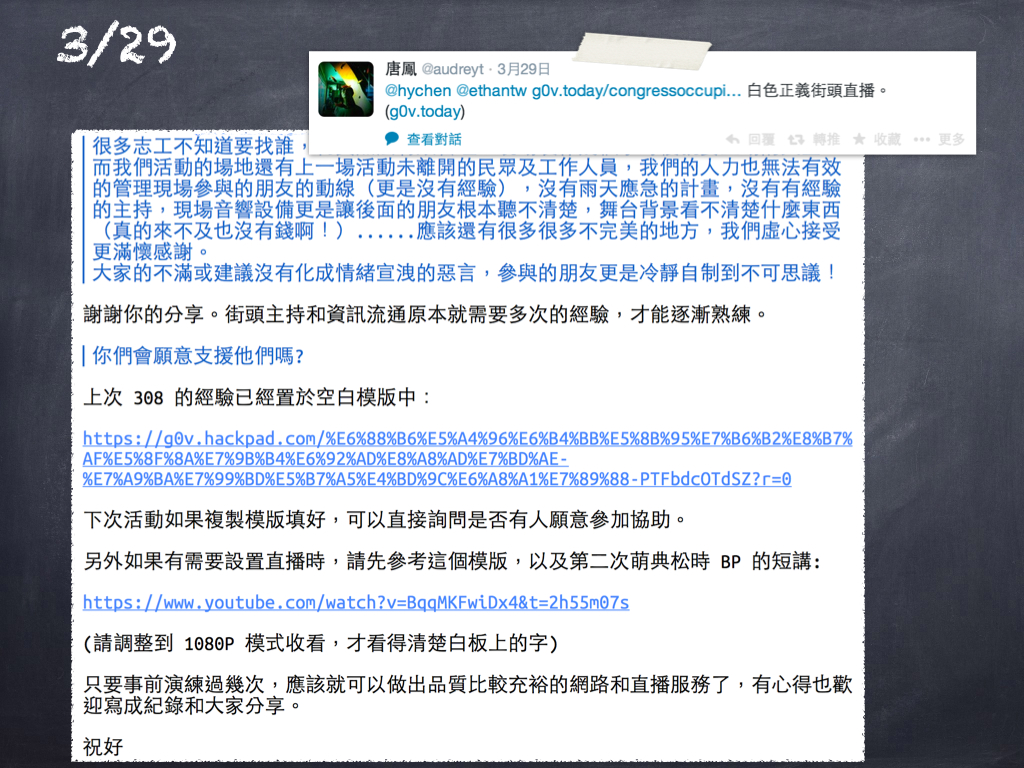 3/29
唐鳳 @audreyt · 3月29日
@hychen @ethantw g0v.today/congressoccupi… 白色正義街頭直播。
(g0v.today)
查看對話
回覆 轉推 收藏 更多
很多志工不知道要找誰，
而我們活動的場地還有上一場活動未離開的民眾及工作人員，我們的人力也無法有效
的管理現場參與的朋友的動線（更是沒有經驗），沒有雨天應急的計畫，沒有有經驗
的主持，現場音響設備更是讓後面的朋友根本聽不清楚，舞台背景看不清楚什麼東西
（真的來不及也沒有錢啊！）......應該還有很多很多不完美的地方，我們虛心接受
更滿懷感謝。
大家的不滿或建議沒有化成情緒宣洩的惡言，參與的朋友更是冷靜自制到不可思議！
謝謝你的分享。街頭主持和資訊流通原本就需要多次的經驗，才能逐漸熟練。
你們會願意支援他們嗎?
上次 308 的經驗已經置於空白模版中：
https://g0v.hackpad.com/%E6%88%B6%E5%A4%96%E6%B4%BB%E5%8B%95%E7%B6%B2%E8%B7%
AF%E5%8F%8A%E7%9B%B4%E6%92%AD%E8%A8%AD%E7%BD%AE-
%E7%A9%BA%E7%99%BD%E5%B7%A5%E4%BD%9C%E6%A8%A1%E7%89%88-PTFbdcOTdSZ?r=0
下次活動如果複製模版填好，可以直接詢問是否有人願意參加協助。
另外如果有需要設置直播時，請先參考這個模版，以及第二次萌典松時 BP 的短講:
https://www.youtube.com/watch?v=BqqMKFwiDx4&t=2h55m07s
(請調整到 1080P 模式收看，才看得清楚白板上的字)
只要事前演練過幾次，應該就可以做出品質比較充裕的網路和直播服務了，有心得也歡
迎寫成紀錄和大家分享。
祝好